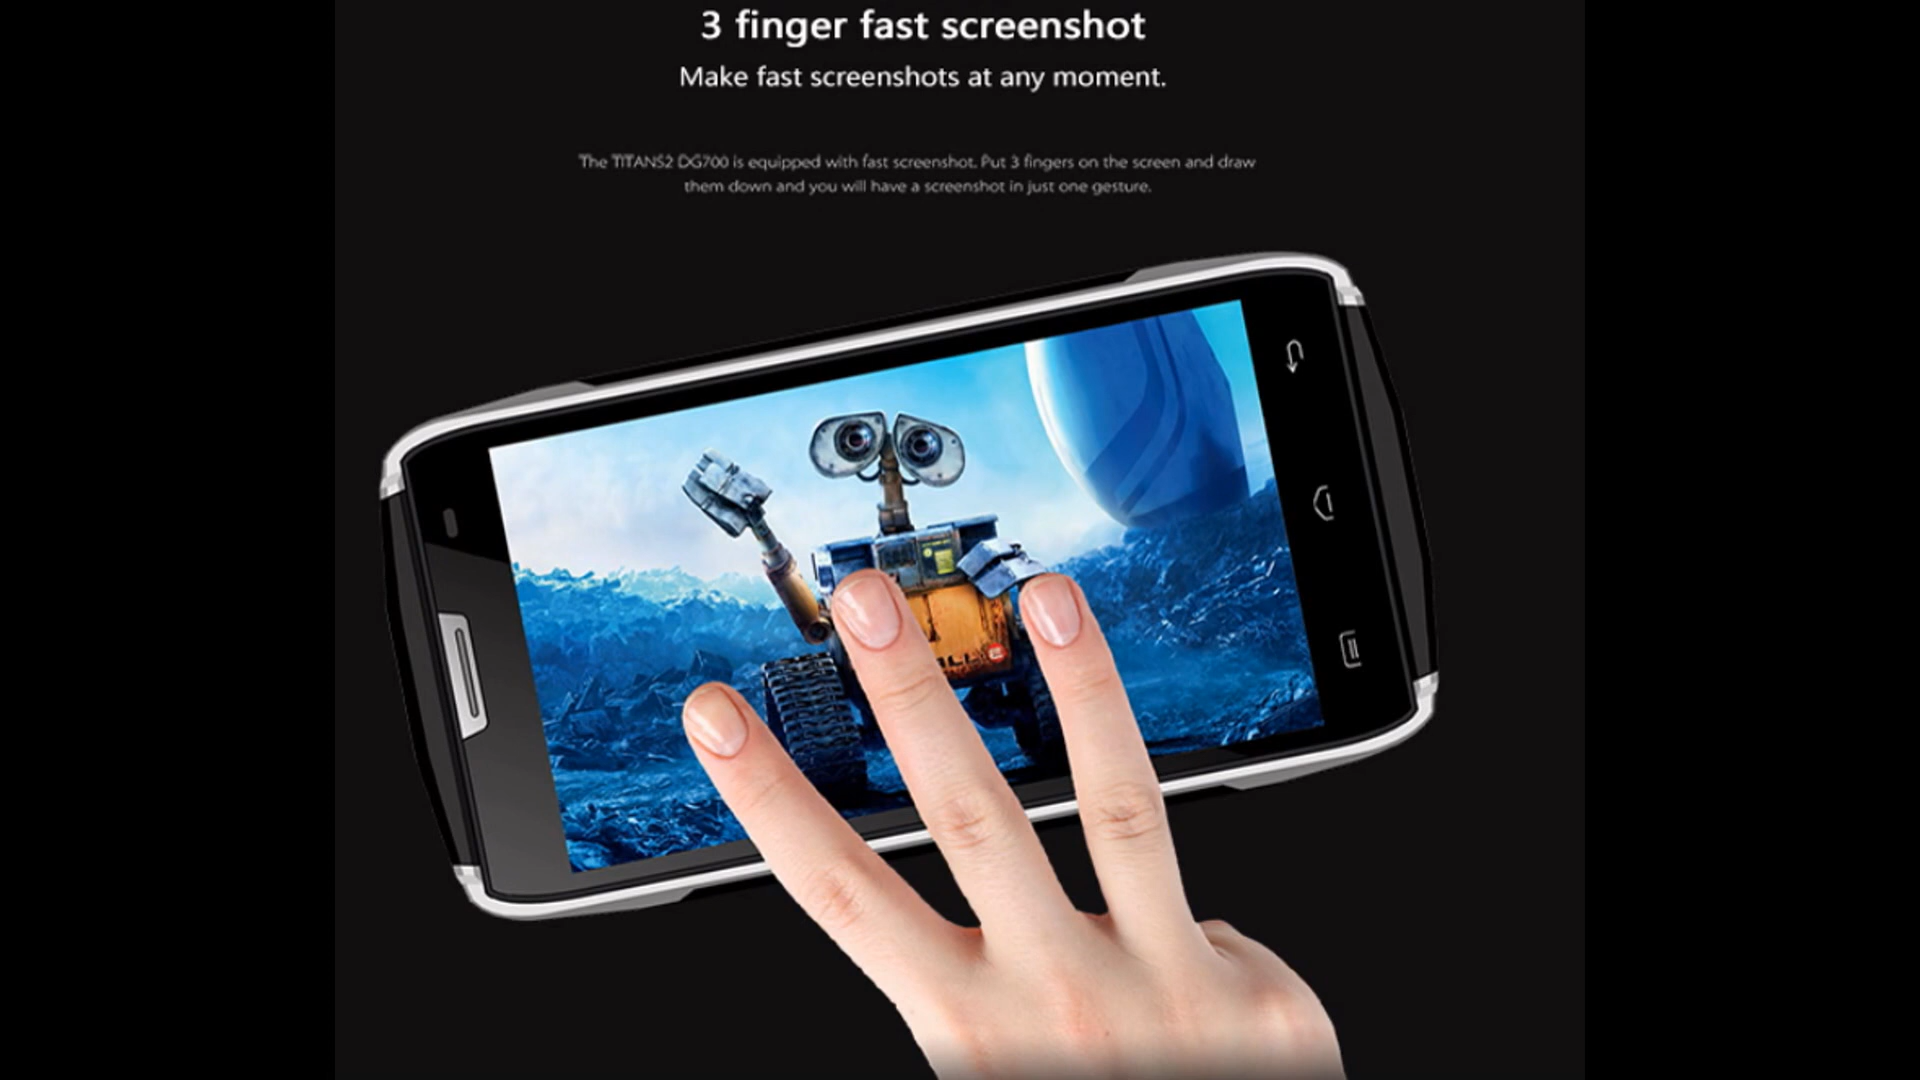 3 finger fast screenshot
Make fast screenshots at any moment.
The TITANS2 DG700 is equipped with fast screenshot. Put 3 fingers on the screen and draw
them down and you will have a screenshot in just one gesture.